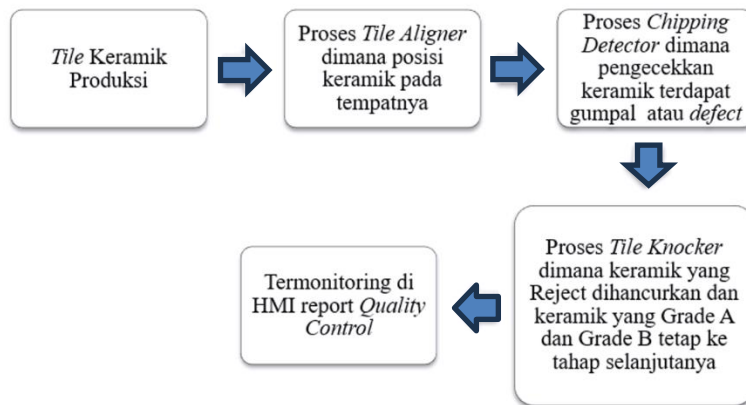 Tile Keramik
Produksi
Proses Tile Aligner
dimana posisi
keramik pada
tempatnya
Proses Chipping
Detector dimana
pengecekkan
keramik terdapat
gumpal atau defect
Proses Tile Knocker
dimana keramik yang
Reject dihancurkan dan
keramik yang Grade A
dan Grade B tetap ke
tahap selanjutanya
Termonitoring di
HMI report Quality
Control